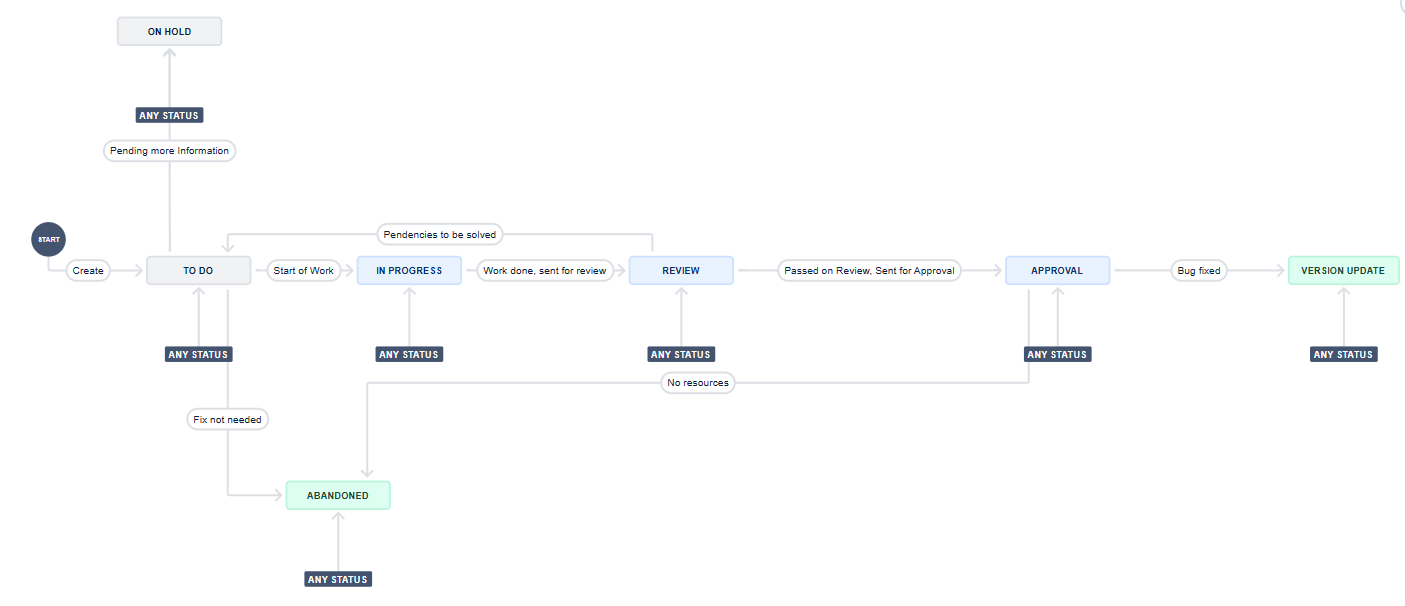 ON HOLD
ANY STATUS
Pending more Information
START
Pendencies to be solved
Create
TO DO
Start of Work
IN PROGRESS
Work done, sent for review
REVIEW
Passed on Review, Sent for Approval
APPROVAL
Bug fixed
VERSION UPDATE
ANY STATUS
ANY STATUS
ANY STATUS
ANY STATUS
ANY STATUS
No resources
Fix not needed
ABANDONED
ANY STATUS